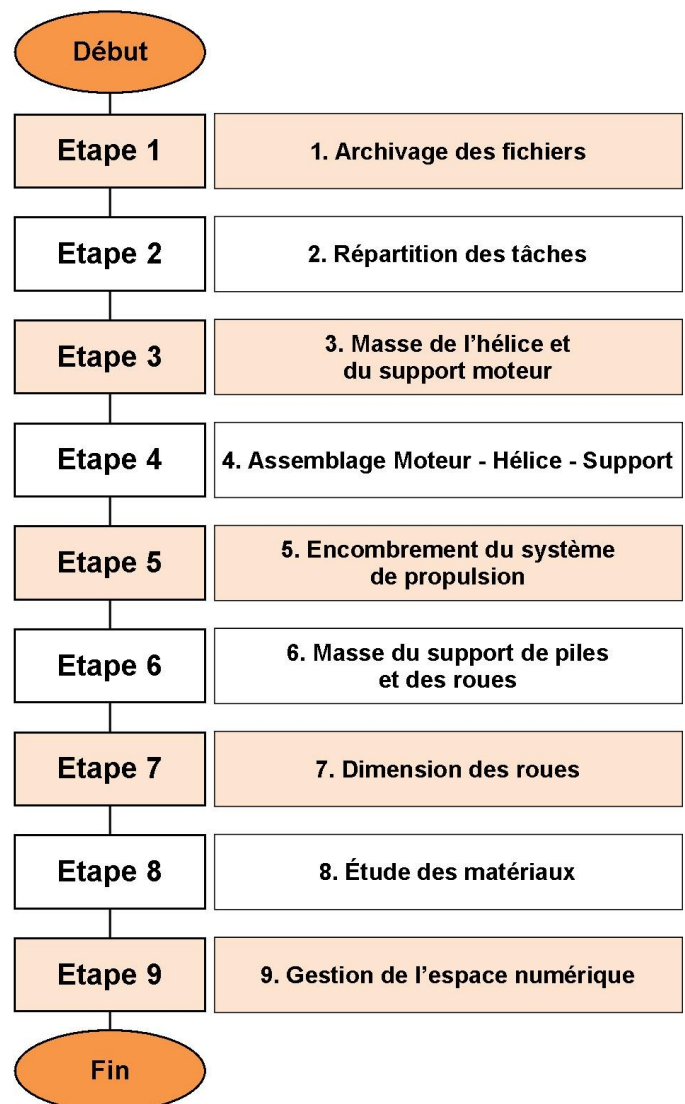 Début
Etape 1
1. Archivage des fichiers
Etape 2
2. Répartition des tâches
Etape 3
3. Masse de l'hélice et
du support moteur
Etape 4
4. Assemblage Moteur - Hélice - Support
Etape 5
5. Encombrement du système
de propulsion
Etape 6
6. Masse du support de piles
et des roues
Etape 7
7. Dimension des roues
Etape 8
8. Étude des matériaux
Etape 9
9. Gestion de l'espace numérique
Fin